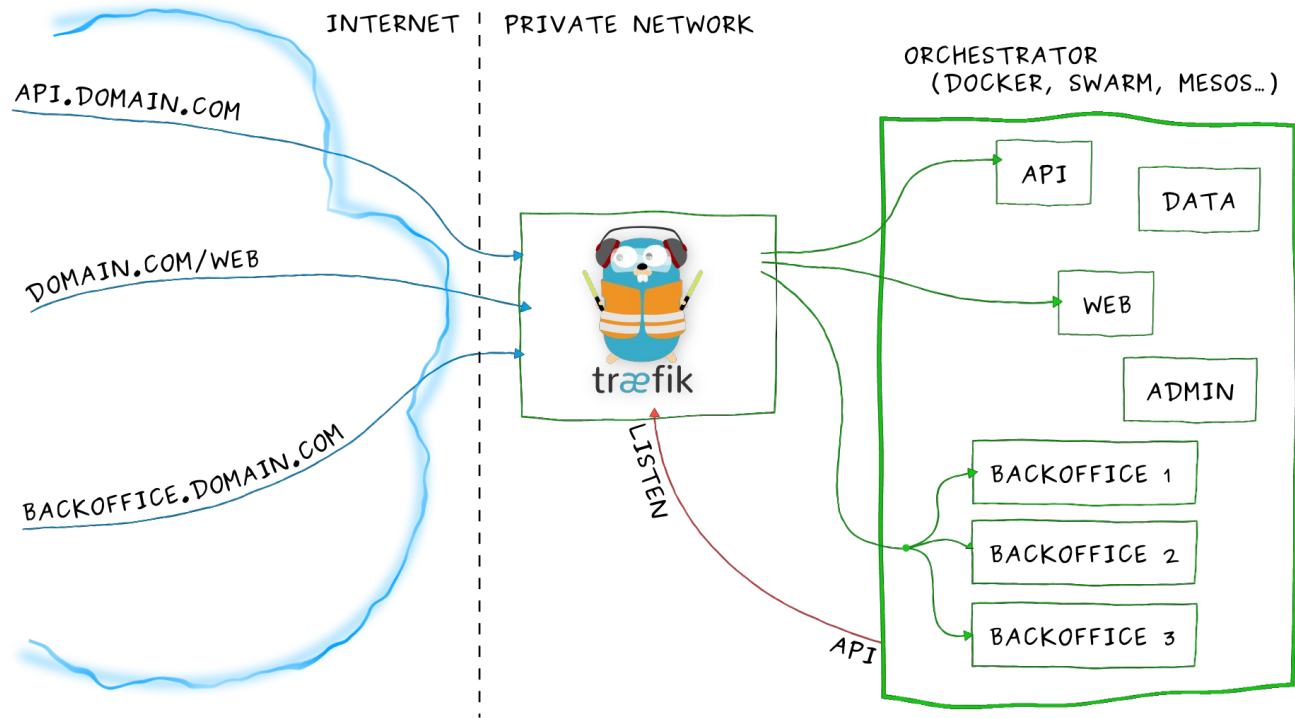 INTERNET
PRIVATE NETWORK
ORCHESTRATOR
(DOCKER, SWARM, MESOS...)
API.DOMAIN.COM
DOMAIN.COM/WEB
BACKOFFICE.DOMAIN.COM
træfik
LISTEN
API
API
DATA
WEB
ADMIN
BACKOFFICE 1
BACKOFFICE 2
BACKOFFICE 3